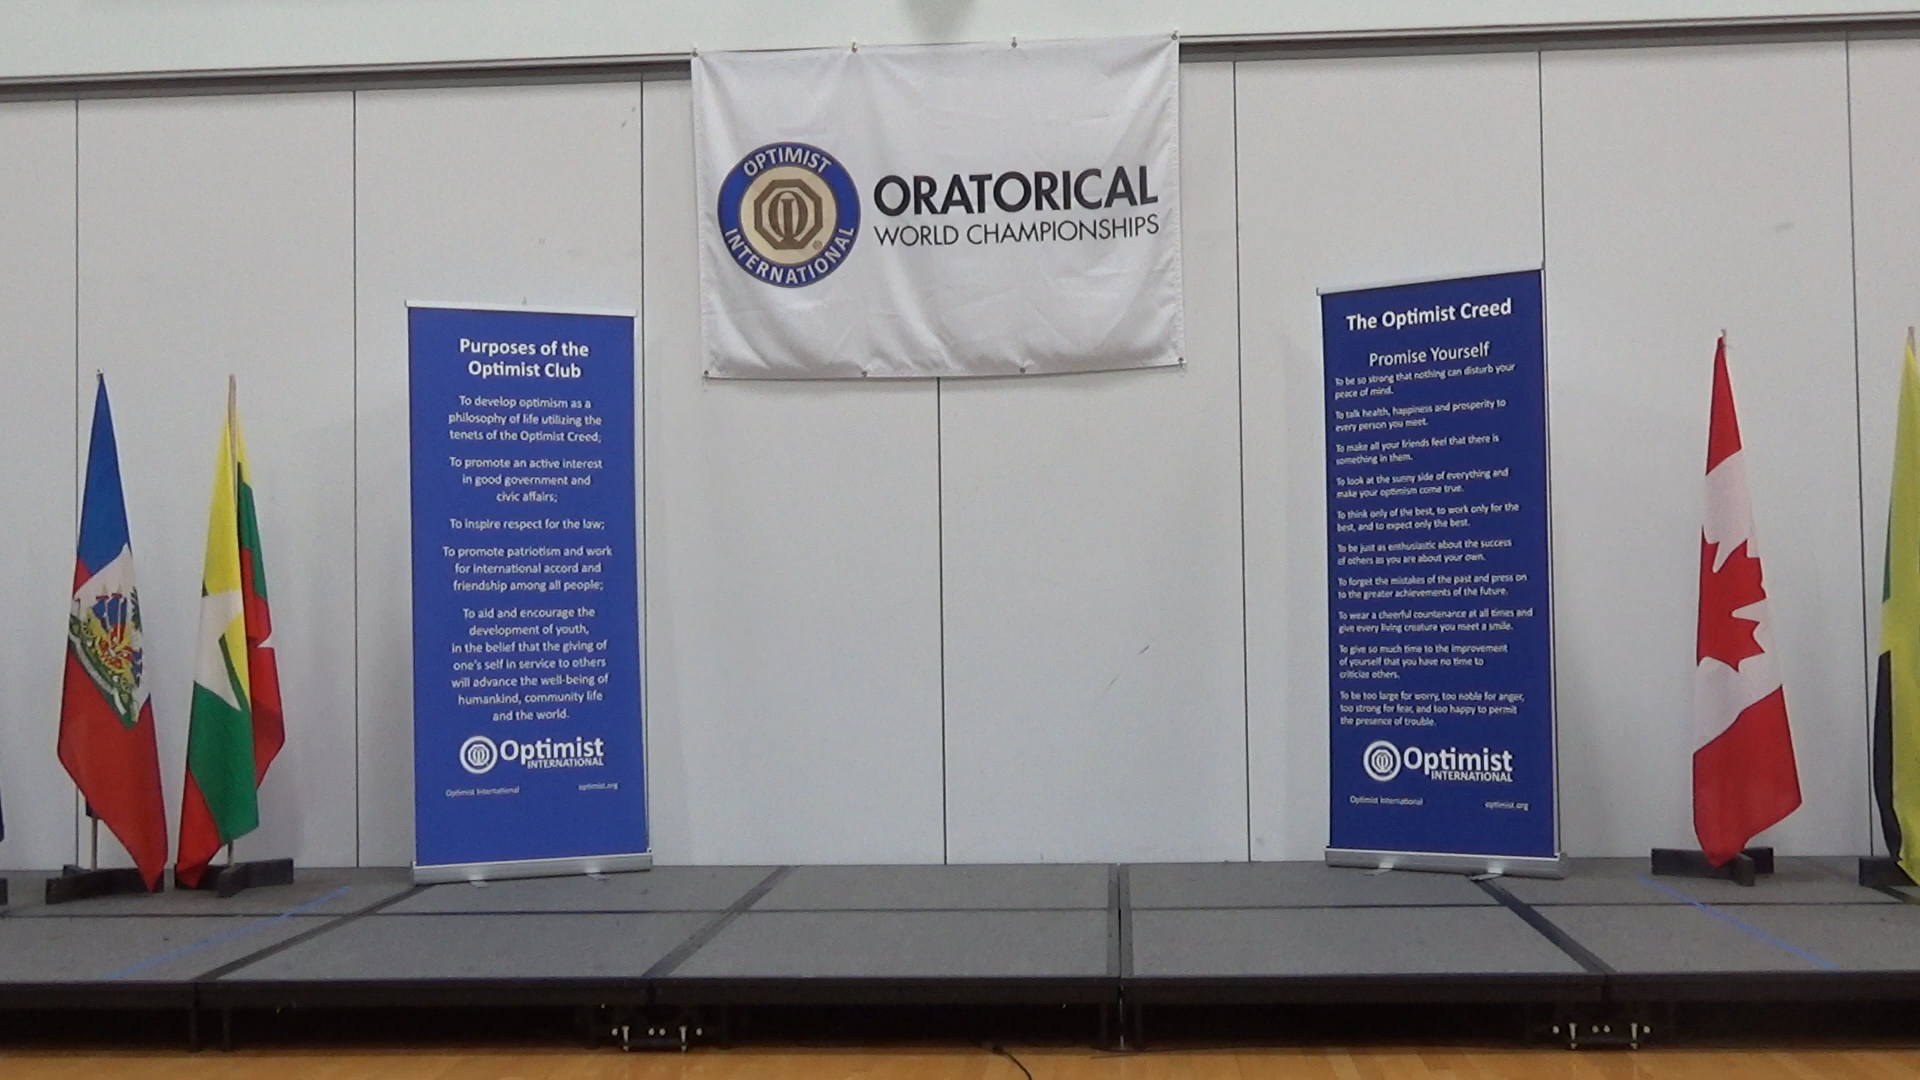 OPTIMIST
INTERNATIONAL
ORATORICAL
WORLD CHAMPIONSHIPS
Purposes of the
Optimist Club
To develop optimism as a
philosophy of life utilizing the
tenets of the Optimist Creed;
To promote an active interest
in good government and
civic affairs;
To inspire respect for the law;
To promote patriotism and work
for international accord and
friendship among all people;
To aid and encourage the
development of youth,
in the belief that the giving of
one's self in service to others
will advance the well-being of
humankind, community life
and the world.
Optimist
INTERNATIONAL
Optimist International
optimist.org
The Optimist Creed
Promise Yourself
To be so strong that nothing can disturb your
peace of mind.
To talk health, happiness and prosperity to
every person you meet.
To make all your friends feel that there is
something in them.
To look at the sunny side of everything and
make your optimism come true.
To think only of the best, to work only for the
best, and to expect only the best.
To be just as enthusiastic about the success
of others as you are about your own.
To forget the mistakes of the past and press on
to the greater achievements of the future.
To wear a cheerful countenance at all times and
give every living creature you meet a smile.
To give so much time to the improvement
of yourself that you have no time to
criticize others.
To be too large for worry, too noble for anger,
too strong for fear, and too happy to permit
the presence of trouble.
Optimist
INTERNATIONAL
Optimist International
optimist.org